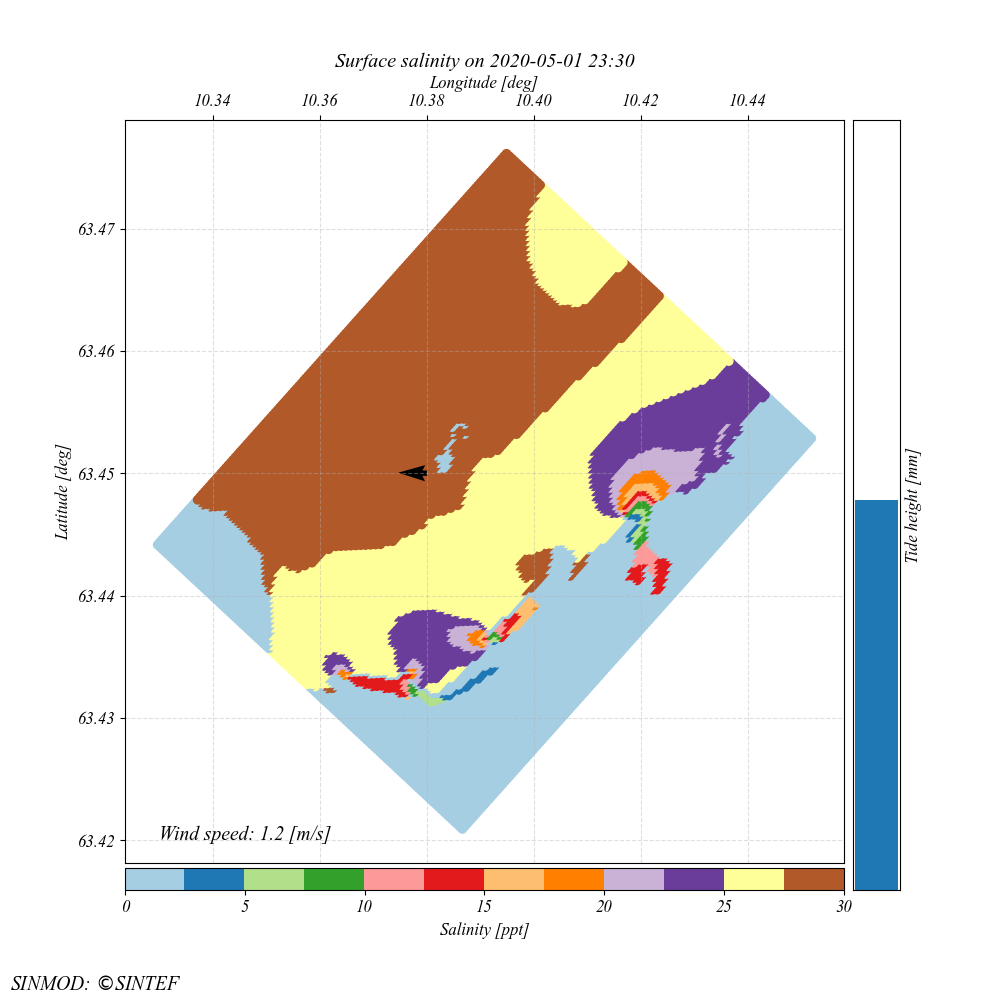 Surface salinity on 2020-05-01 23:30
Longitude [deg]
10.34 10.36 10.38 10.40 10.42 10.44
63.47
63.46
63.45
63.44
63.43
63.42
Latitude [deg]
Tide height [mm]
Wind speed: 1.2 [m/s]
0 5 10 15 20 25 30
Salinity [ppt]
SINMOD: ©SINTEF